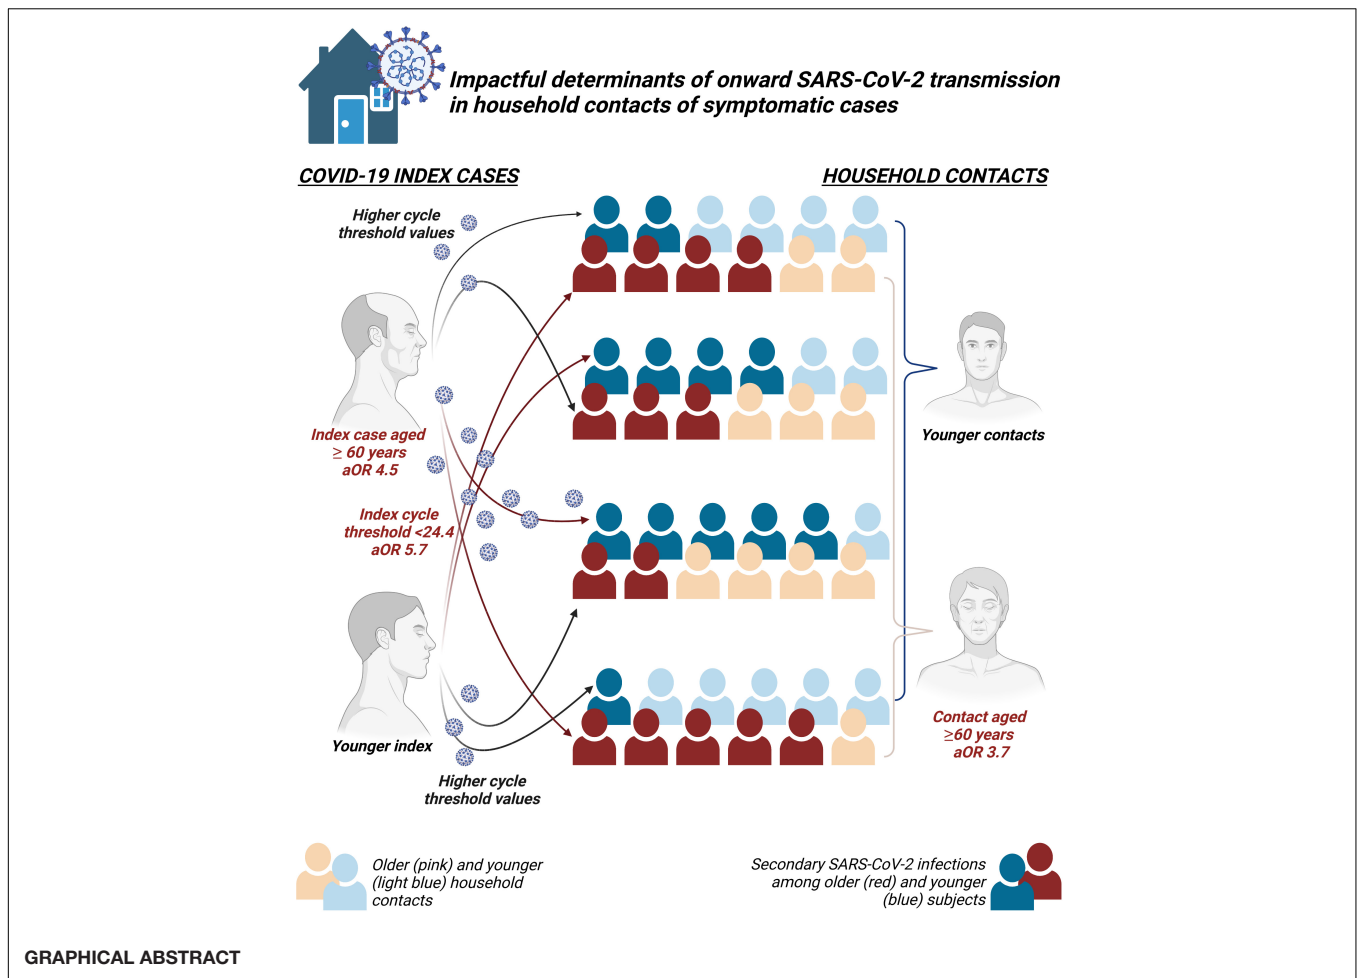 Impactful determinants of onward SARS-CoV-2 transmission
in household contacts of symptomatic cases
COVID-19 INDEX CASES
HOUSEHOLD CONTACTS
Higher cycle
threshold values
Index case aged
≥ 60 years
aOR 4.5
Younger contacts
Index cycle
threshold <24.4
aOR 5.7
Younger index
Contact aged
≥60 years
aOR 3.7
Higher cycle
threshold values
Older (pink) and younger
(light blue) household
contacts
Secondary SARS-CoV-2 infections
among older (red) and younger
(blue) subjects
GRAPHICAL ABSTRACT